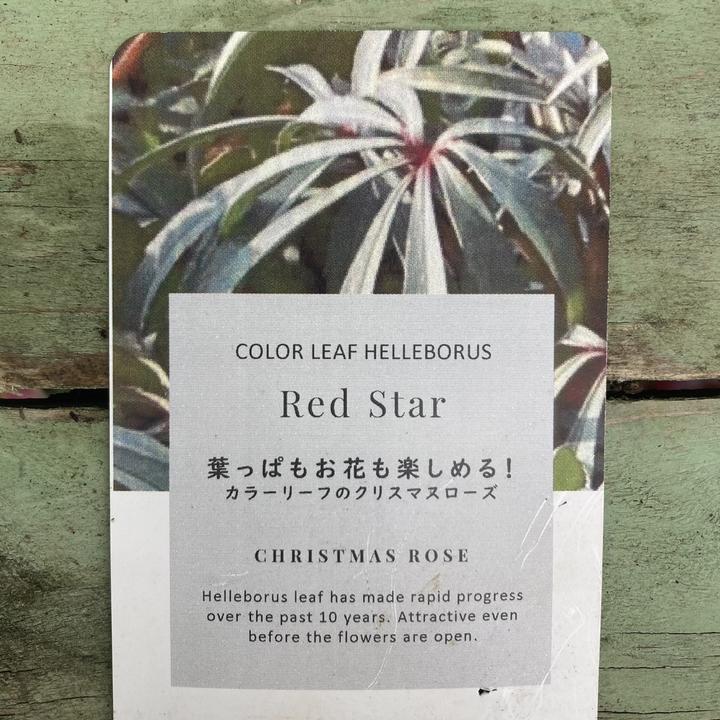 COLOR LEAF HELLEBORUS
Red Star
葉っぱもお花も楽しめる!
カラーリーフのクリスマスローズ
CHRISTMAS ROSE
Helleborus leaf has made rapid progress
over the past 10 years. Attractive even
before the flowers are open.